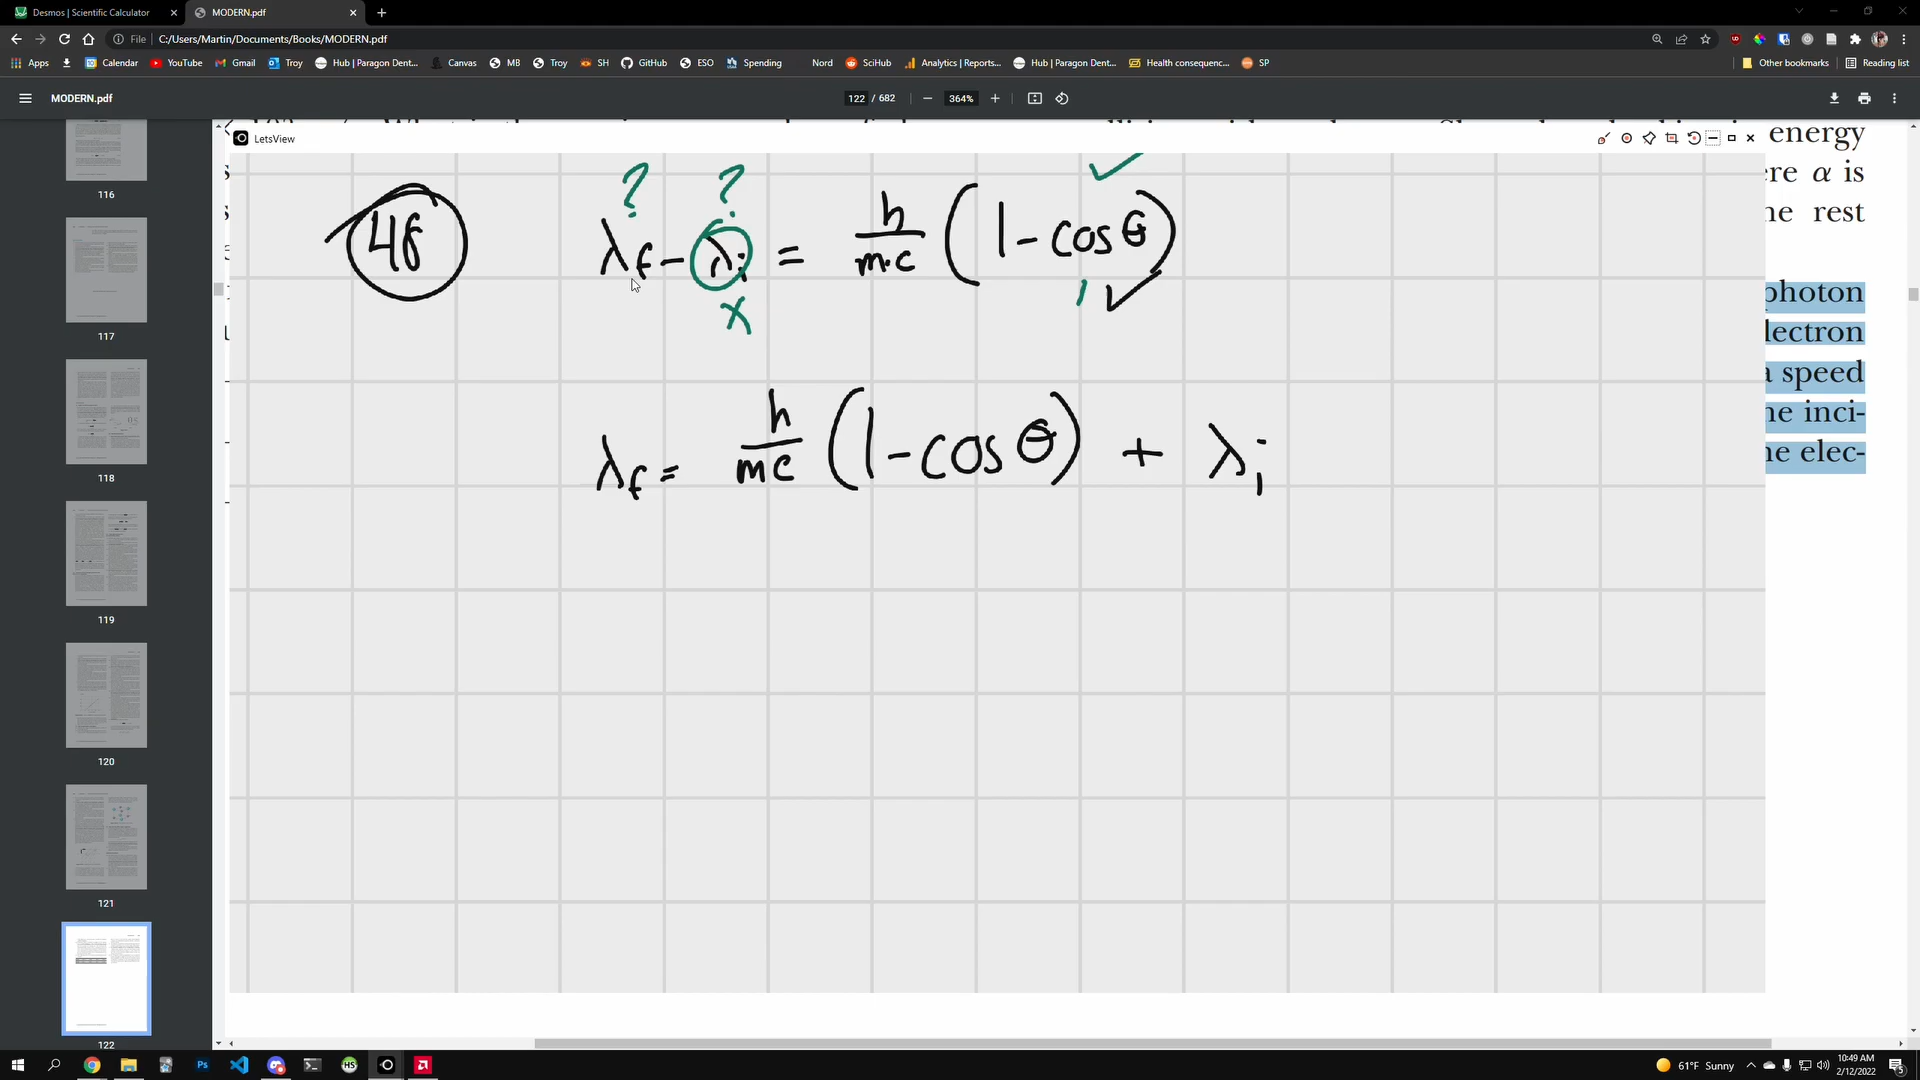 Desmos | Scientific Calculator
MODERN.pdf
File
C:/Users/Martin/Documents/Books/MODERN.pdf
Apps
Calendar
YouTube
Gmail
Troy
Hub | Paragon Dent...
Canvas
MB
Troy
SH
GitHub
ESO
Spending
Nord
SciHub
Analytics | Reports...
Hub | Paragon Dent...
Health consequenc...
SP
Other bookmarks
Reading list
MODERN.pdf
122 / 682
364%
116
117
118
119
120
121
122
LetsView
energy
ere α is
he rest
photon
lectron
a speed
ne inci-
ne elec-
? ?
48 λf - λi = h/m·c (1 - cos θ)
x
λf = h/mc (1 - cos θ) + λi
61°F Sunny
10:49 AM
2/12/2022